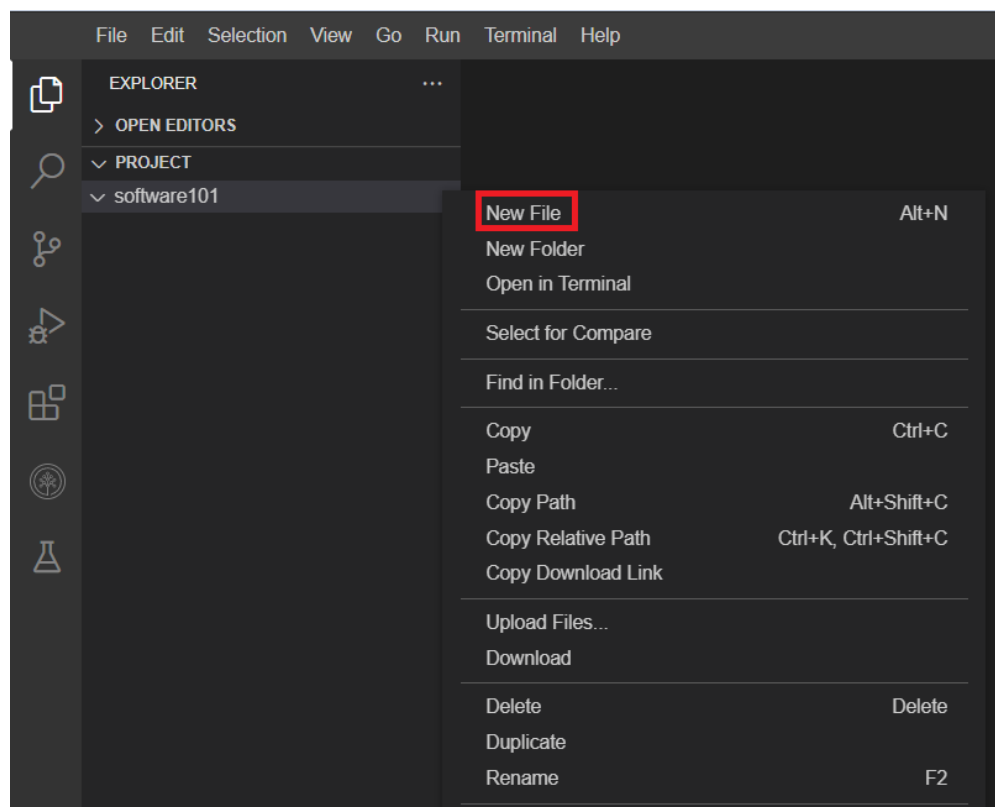 File Edit Selection View Go Run Terminal Help
EXPLORER
OPEN EDITORS
PROJECT
software101
New File Alt+N
New Folder
Open in Terminal
Select for Compare
Find in Folder...
Copy Ctrl+C
Paste
Copy Path Alt+Shift+C
Copy Relative Path Ctrl+K, Ctrl+Shift+C
Copy Download Link
Upload Files...
Download
Delete Delete
Duplicate
Rename F2